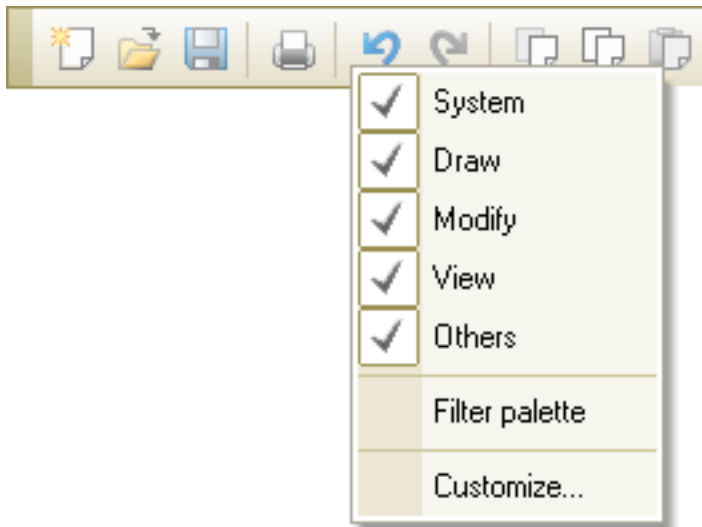 System
Draw
Modify
View
Others
Filter palette
Customize...